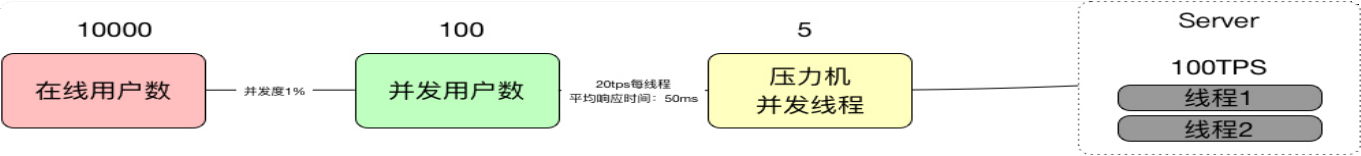 10000
在线用户数
并发度1%
100
并发用户数
20tps每线程
平均响应时间：50ms
5
压力机
并发线程
Server
100TPS
线程1
线程2